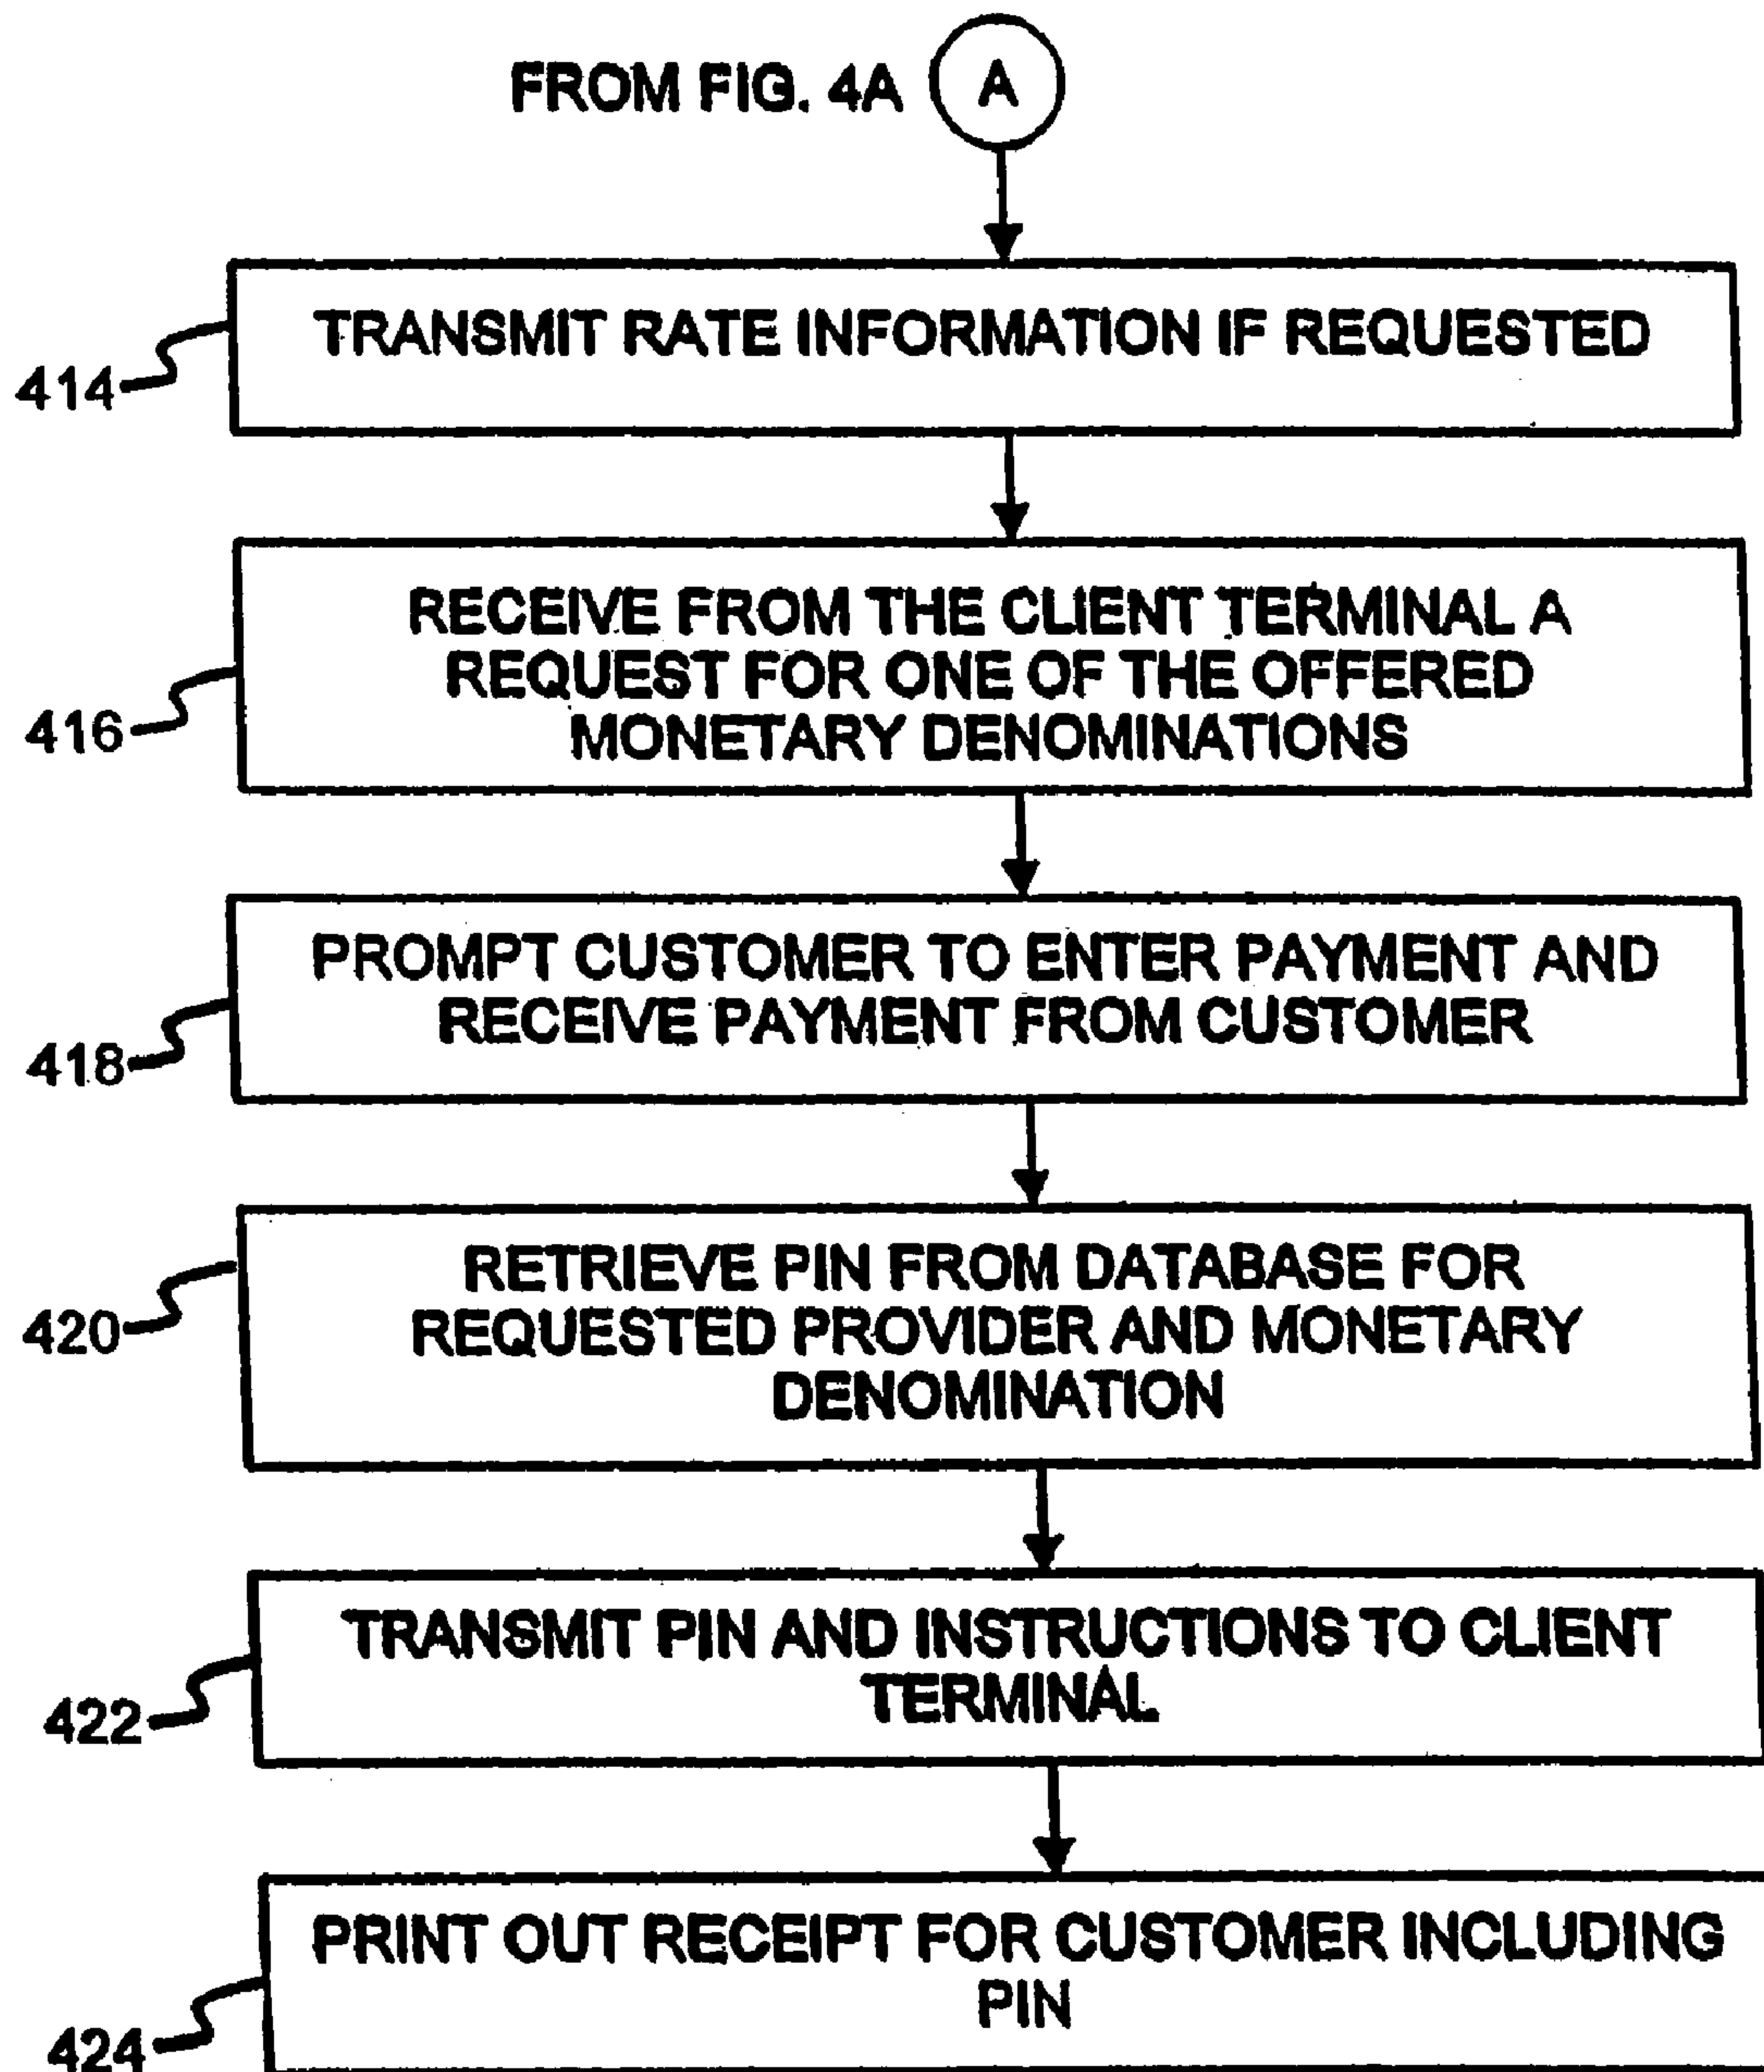 FROM FIG. 4A
A
TRANSMIT RATE INFORMATION IF REQUESTED
414
RECEIVE FROM THE CLIENT TERMINAL A
REQUEST FOR ONE OF THE OFFERED
MONETARY DENOMINATIONS
416
PROMPT CUSTOMER TO ENTER PAYMENT AND
RECEIVE PAYMENT FROM CUSTOMER
418
RETRIEVE PIN FROM DATABASE FOR
REQUESTED PROVIDER AND MONETARY
DENOMINATION
420
TRANSMIT PIN AND INSTRUCTIONS TO CLIENT
TERMINAL
422
PRINT OUT RECEIPT FOR CUSTOMER INCLUDING
PIN
424